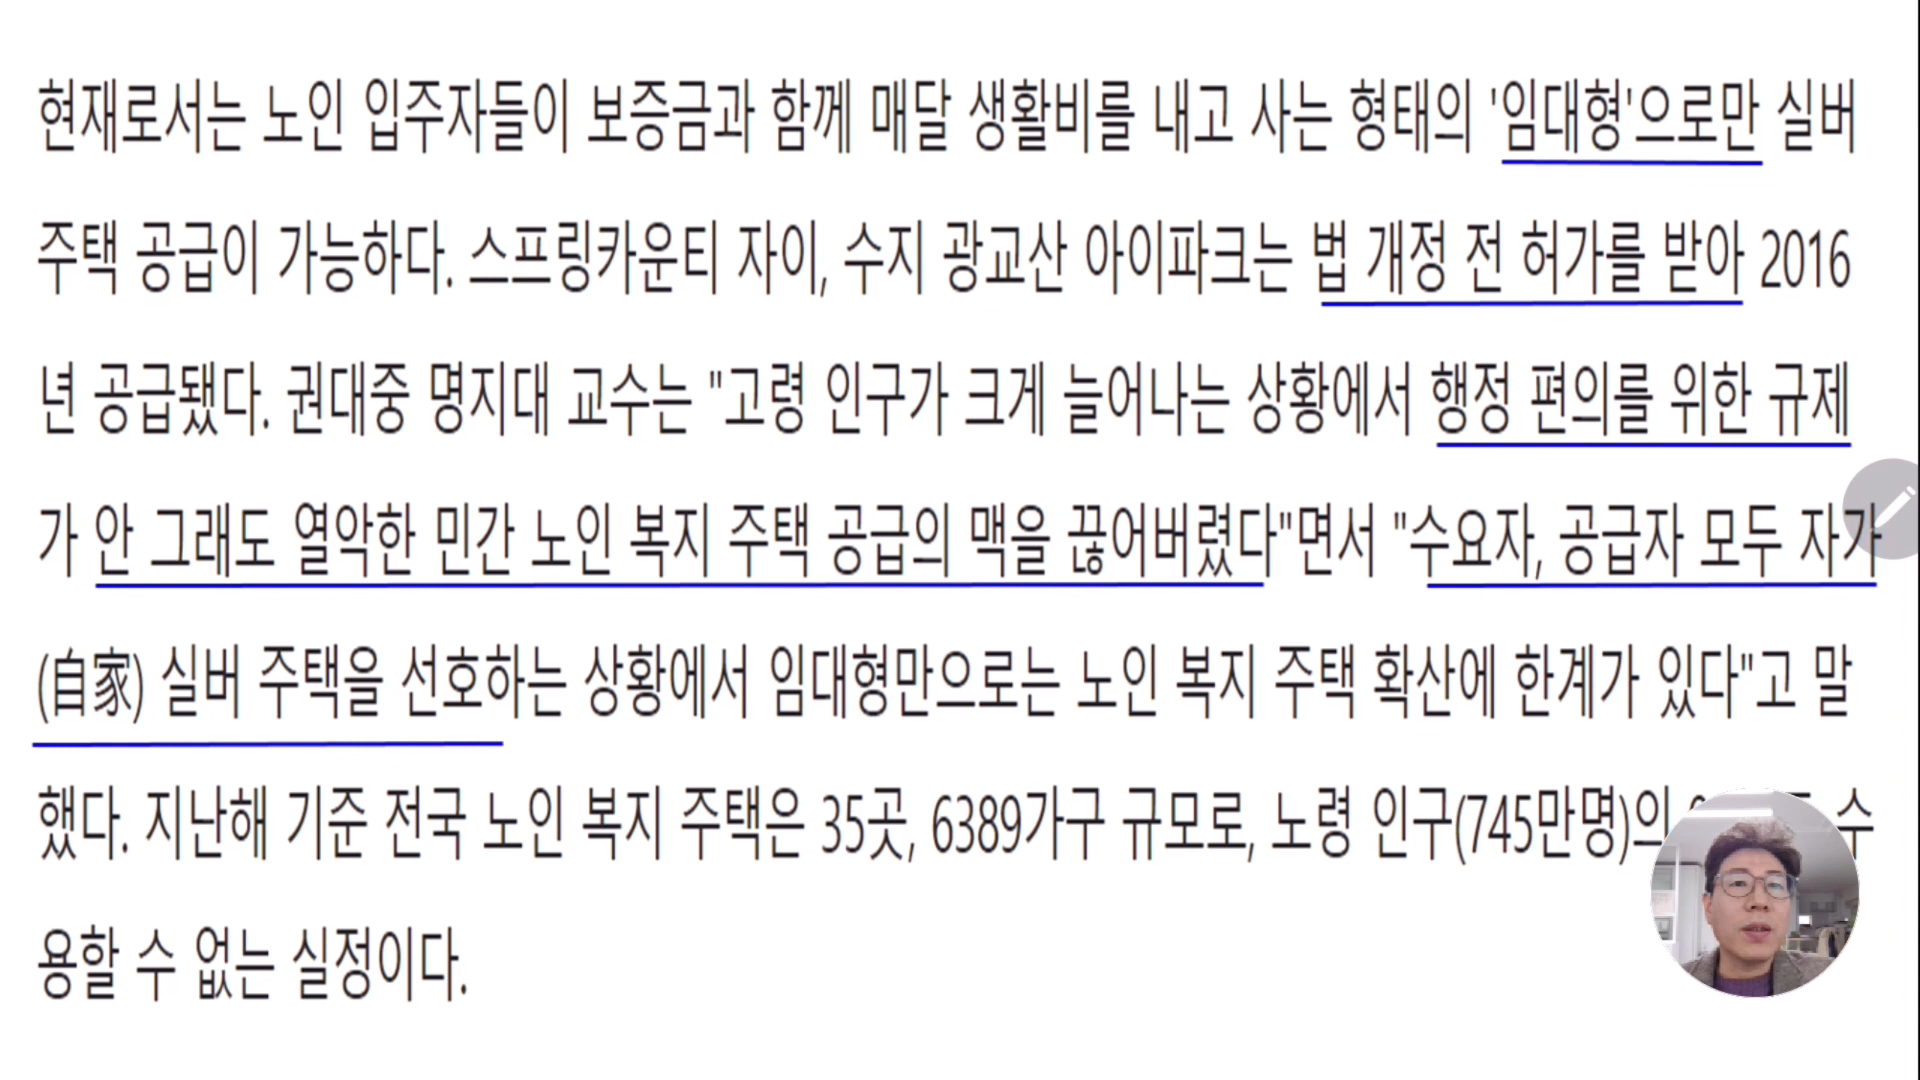 현재로서는 노인 입주자들이 보증금과 함께 매달 생활비를 내고 사는 형태의 '임대형'으로만 실버
주택 공급이 가능하다. 스프링카운티 자이, 수지 광교산 아이파크는 법 개정 전 허가를 받아 2016
년 공급됐다. 권대중 명지대 교수는 "고령 인구가 크게 늘어나는 상황에서 행정 편의를 위한 규제
가 안 그래도 열악한 민간 노인 복지 주택 공급의 맥을 끊어버렸다"면서 "수요자, 공급자 모두 자가
(自家) 실버 주택을 선호하는 상황에서 임대형만으로는 노인 복지 주택 확산에 한계가 있다"고 말
했다. 지난해 기준 전국 노인 복지 주택은 35곳, 6389가구 규모로, 노령 인구(745만명)의 수
용할 수 없는 실정이다.